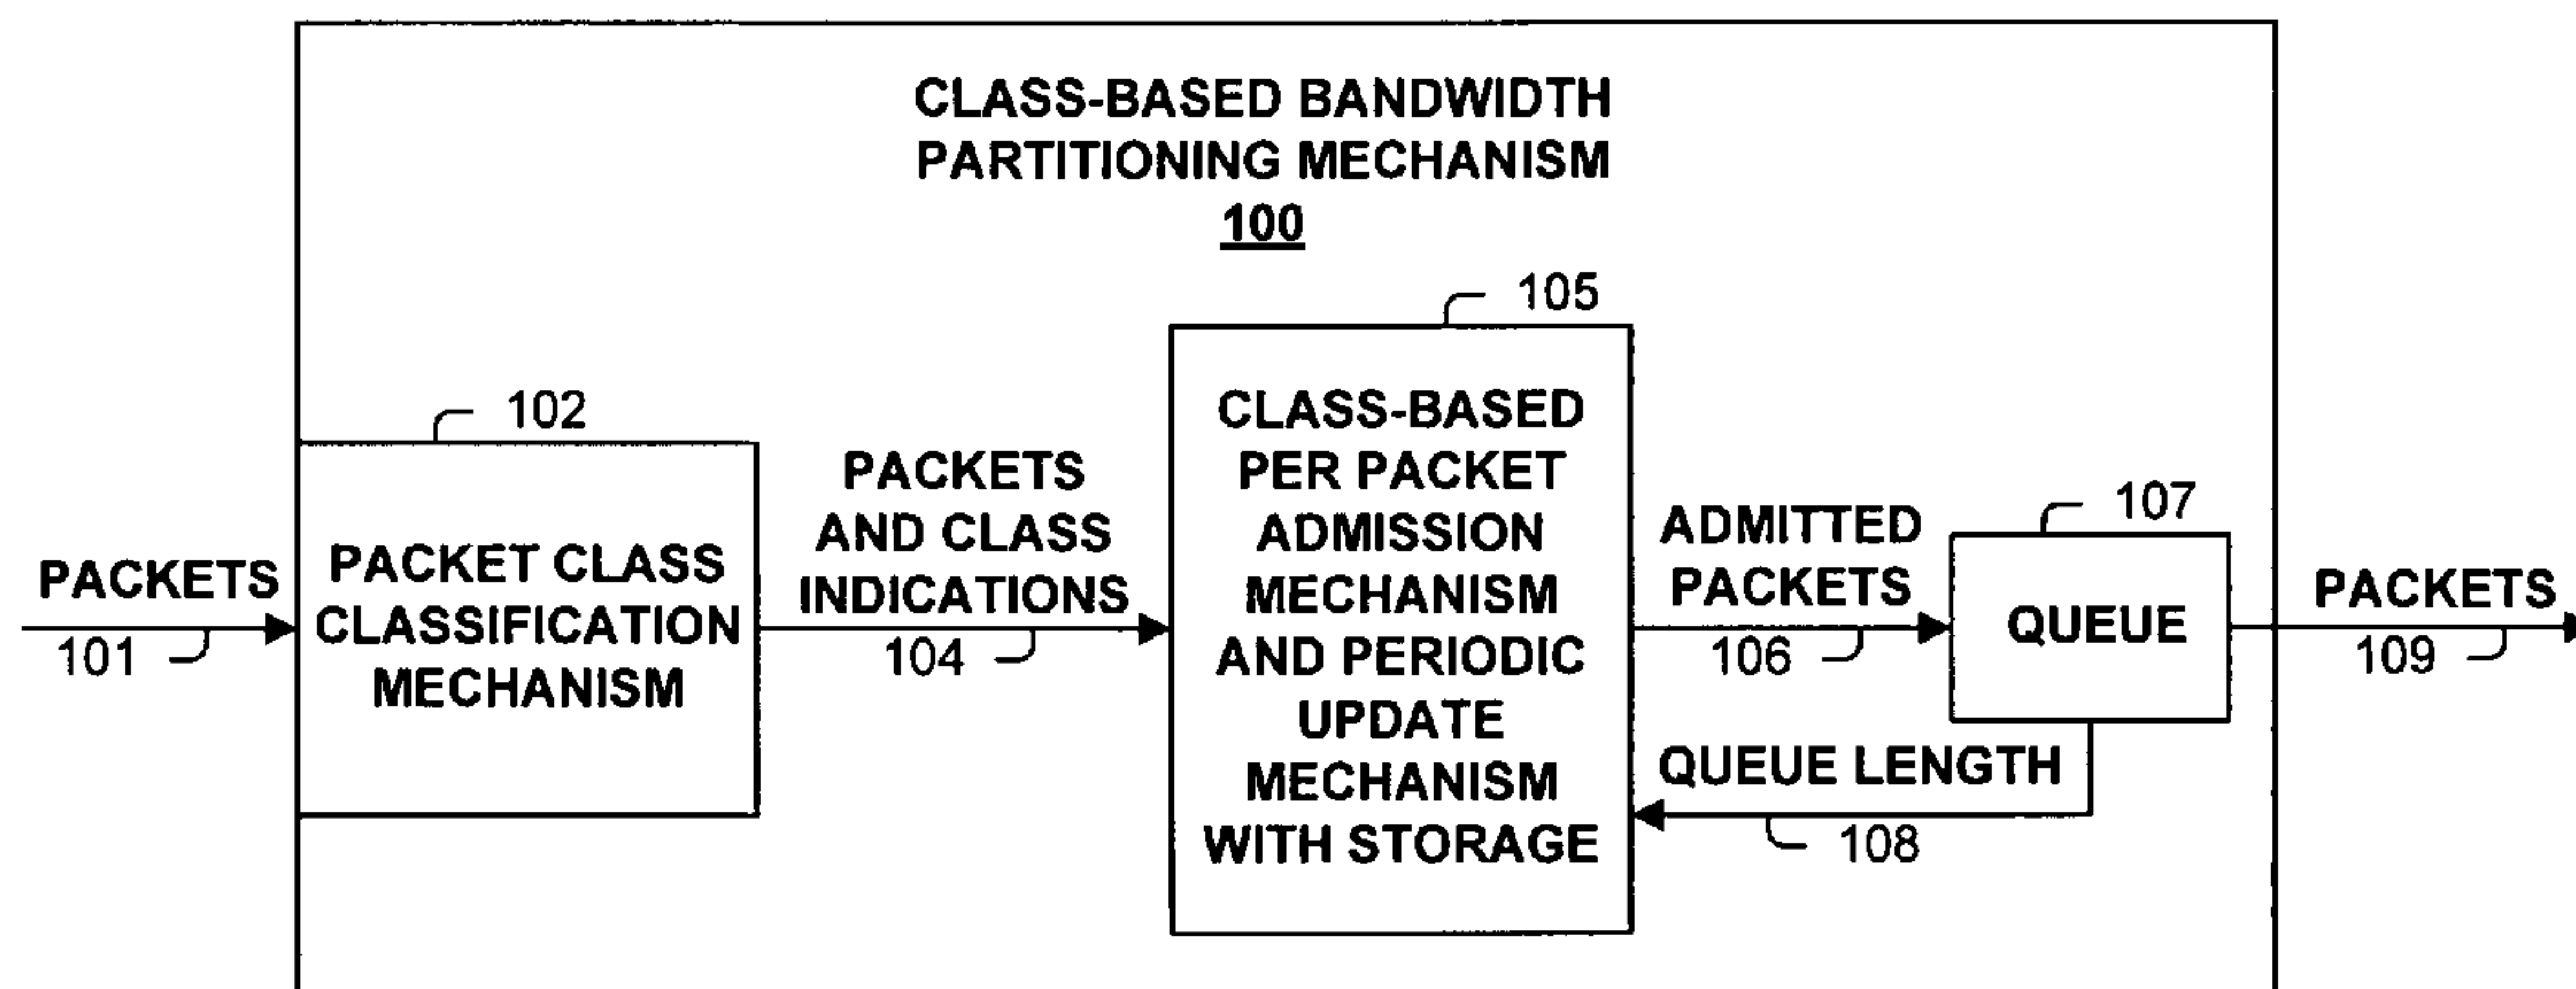 CLASS-BASED BANDWIDTH
PARTITIONING MECHANISM
100
PACKETS
101
102
PACKET CLASS
CLASSIFICATION
MECHANISM
PACKETS
AND CLASS
INDICATIONS
104
105
CLASS-BASED
PER PACKET
ADMISSION
MECHANISM
AND PERIODIC
UPDATE
MECHANISM
WITH STORAGE
ADMITTED
PACKETS
106
107
QUEUE
QUEUE LENGTH
108
PACKETS
109